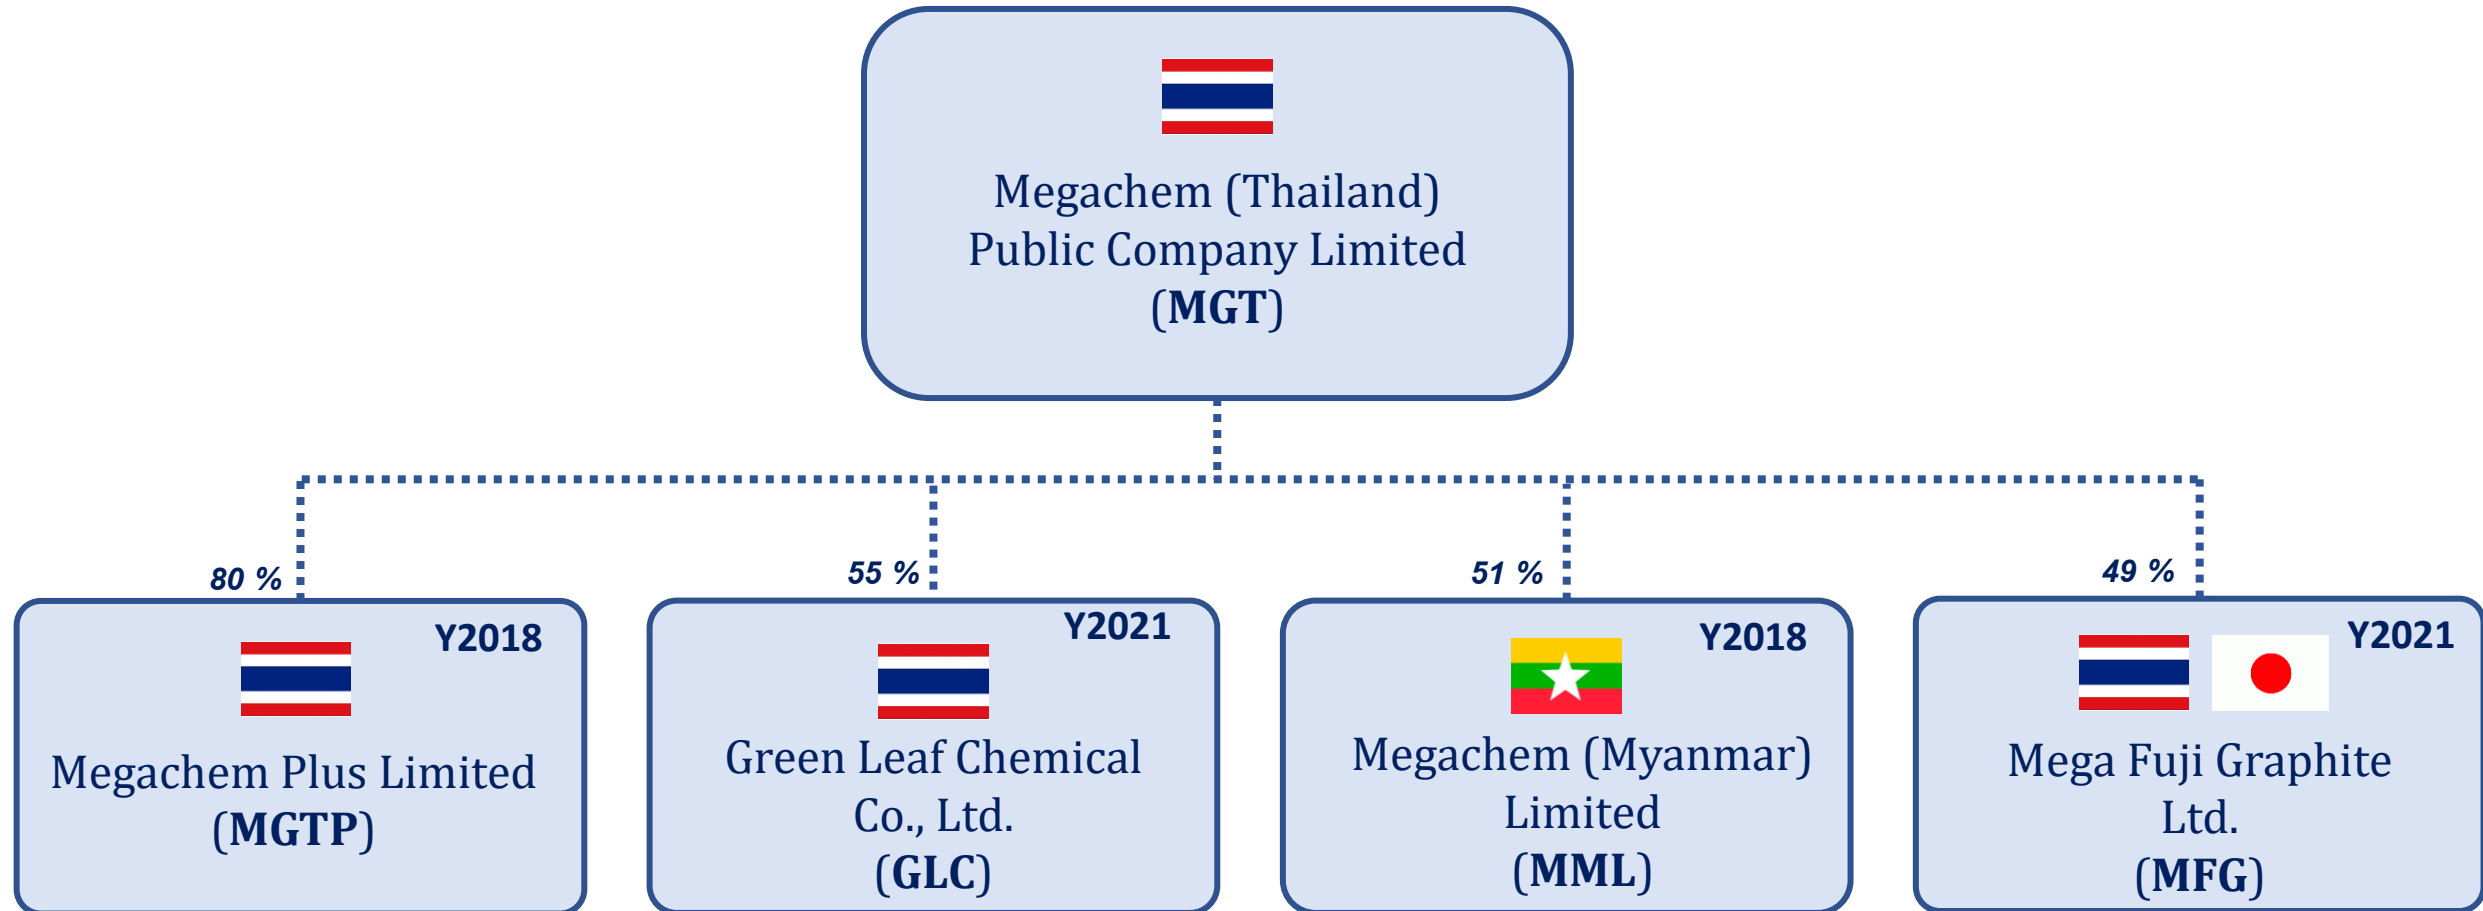 Megachem (Thailand)
Public Company Limited
(MGT)
80 %
55 %
51 %
49 %
Y2018
Megachem Plus Limited
(MGTP)
Y2021
Green Leaf Chemical
Co., Ltd.
(GLC)
Y2018
Megachem (Myanmar)
Limited
(MML)
Y2021
Mega Fuji Graphite
Ltd.
(MFG)